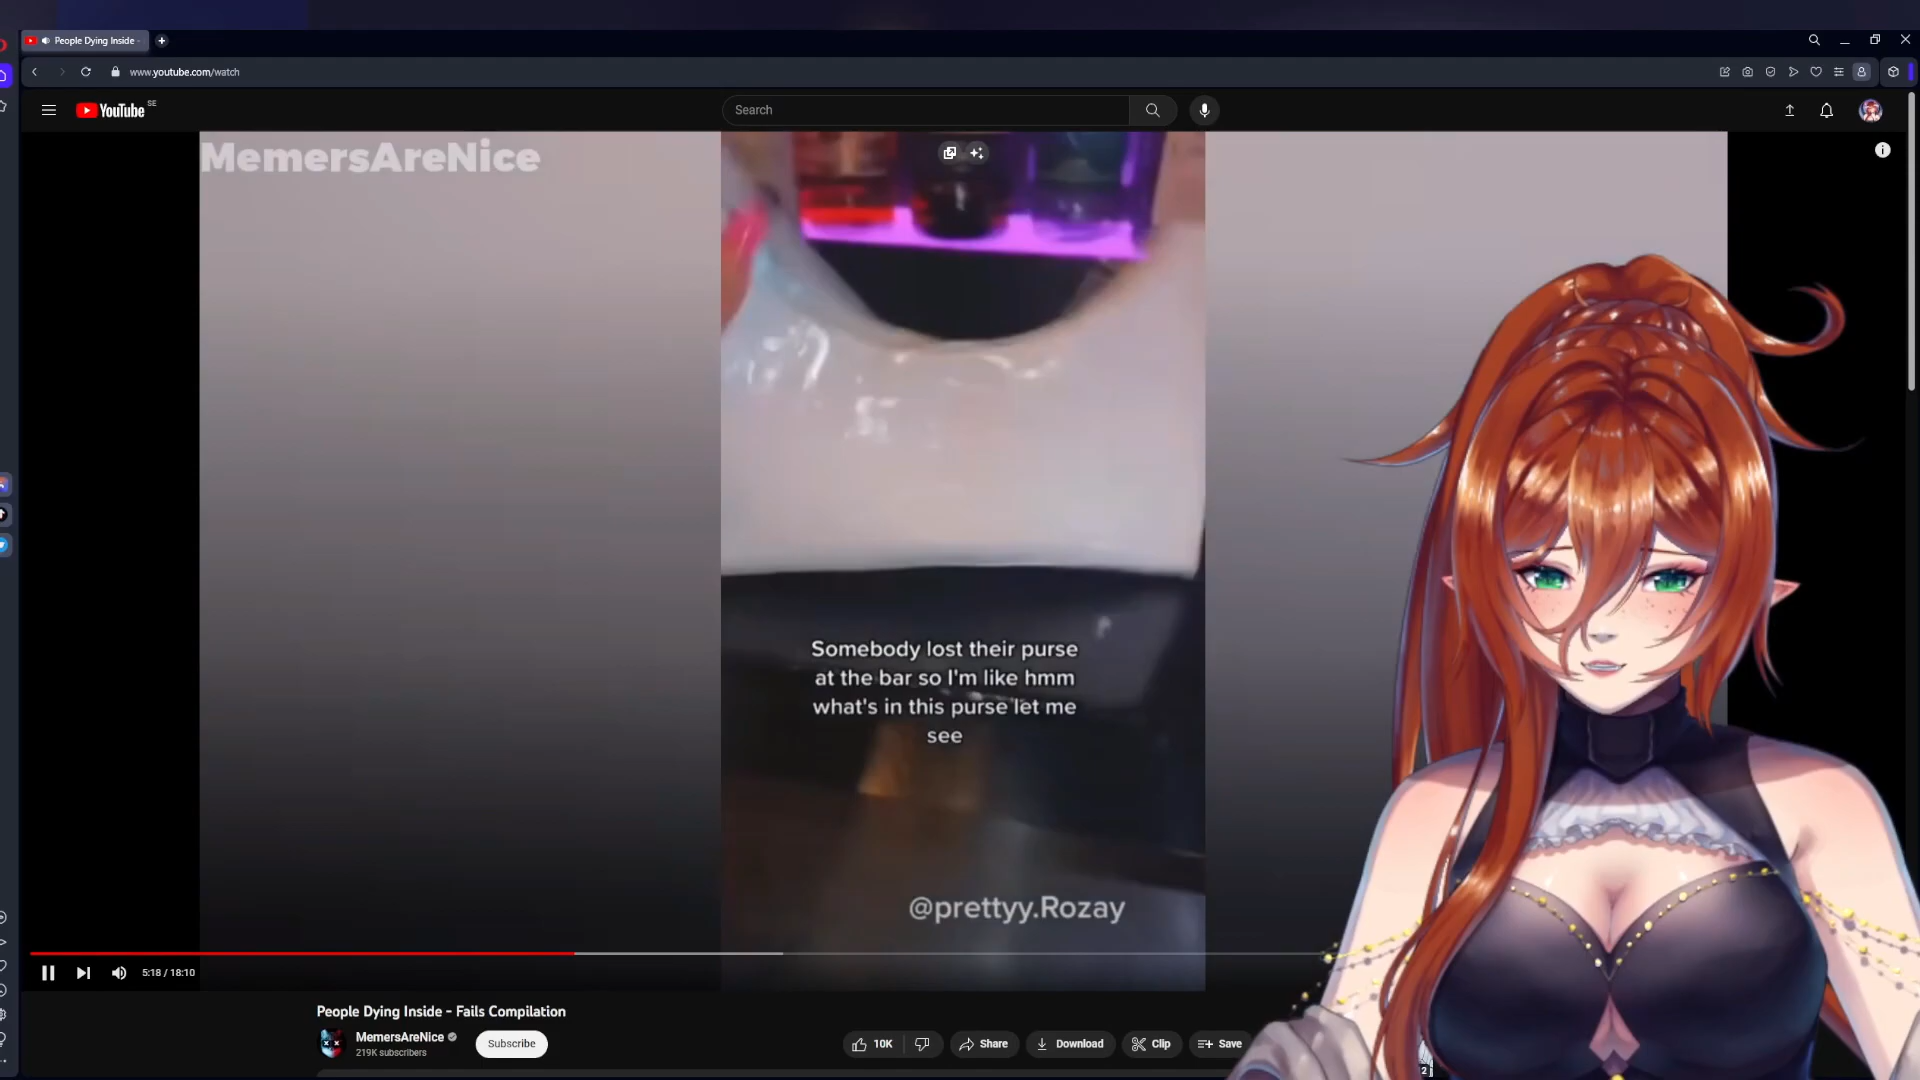 People Dying Inside -
www.youtube.com/watch
YouTube SE
Search
MemersAreNice
Somebody lost their purse
at the bar so I'm like hmm
what's in this purse let me
see
@prettyy.Rozay
5:18 / 18:10
People Dying Inside - Fails Compilation
MemersAreNice
219K subscribers
Subscribe
10K
Share
Download
Clip
Save
2